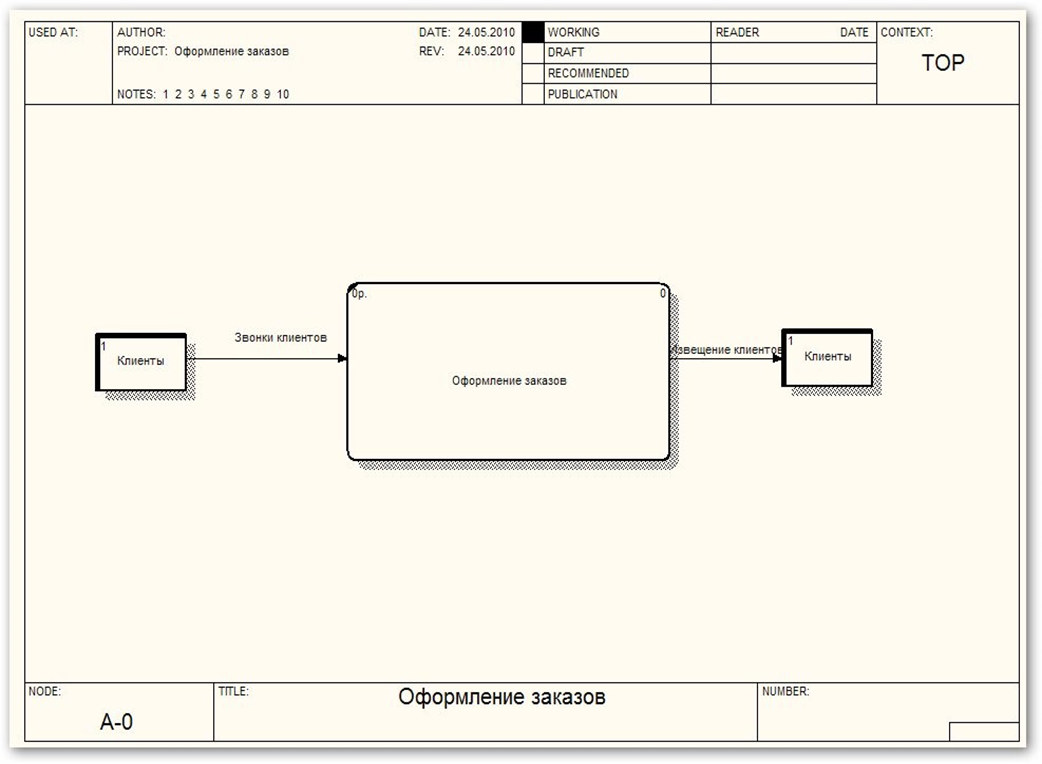 USED AT:
AUTHOR:
DATE: 24.05.2010
PROJECT: Оформление заказов
REV: 24.05.2010
NOTES: 1 2 3 4 5 6 7 8 9 10
WORKING
DRAFT
RECOMMENDED
PUBLICATION
READER
DATE
CONTEXT:
TOP
0р.
0
Звонки клиентов
1
Клиенты
Оформление заказов
Извещение клиентов
1
Клиенты
NODE:
A-0
TITLE:
Оформление заказов
NUMBER: